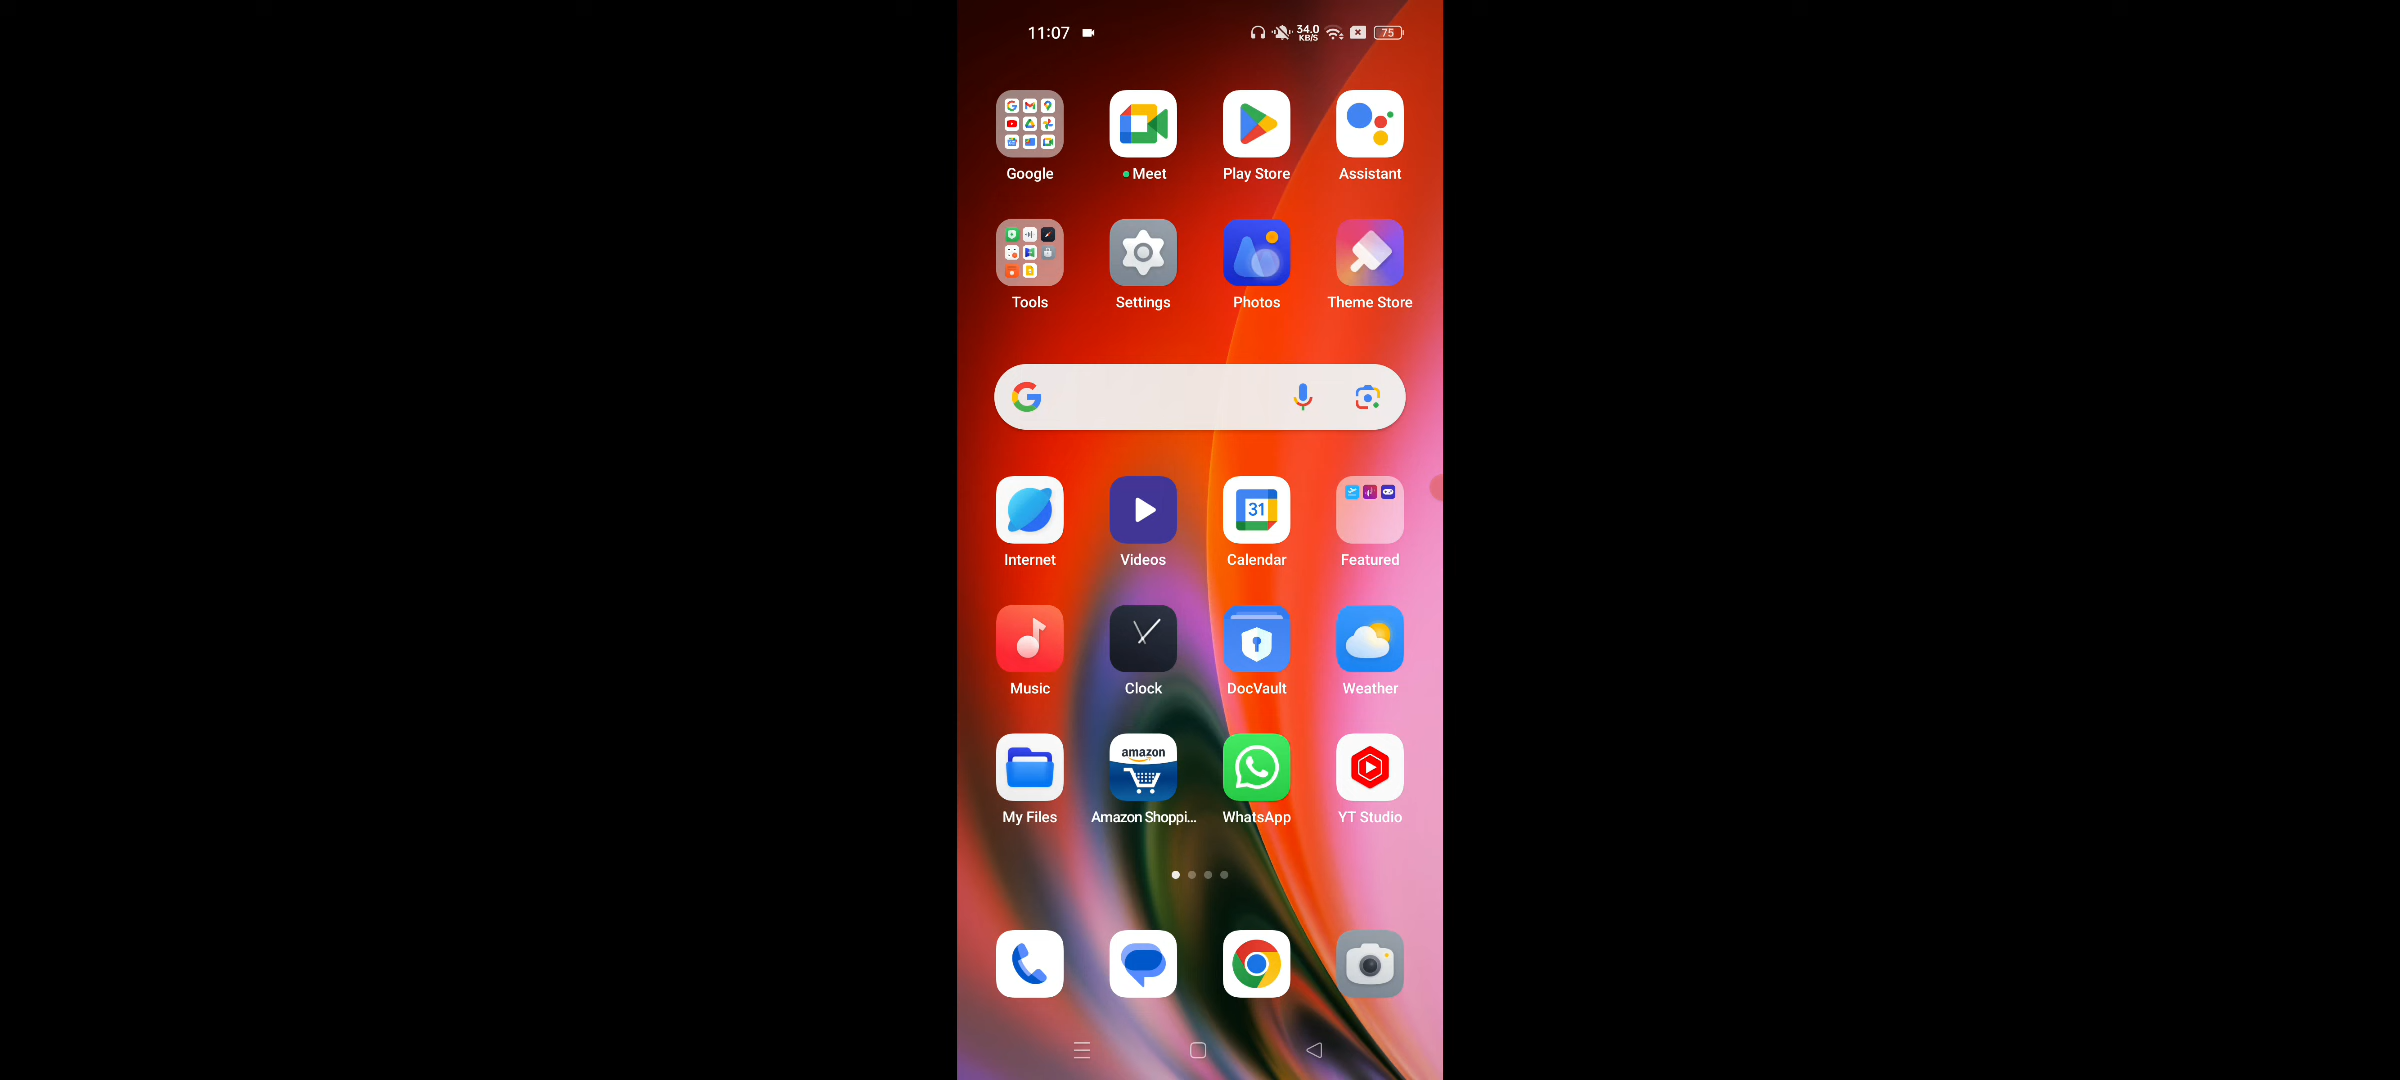 11:07 34.0 KB/S 75
Google Meet Play Store Assistant
Tools Settings Photos Theme Store
31
Internet Videos Calendar Featured
Music Clock DocVault Weather
amazon
My Files Amazon Shoppi... WhatsApp YT Studio